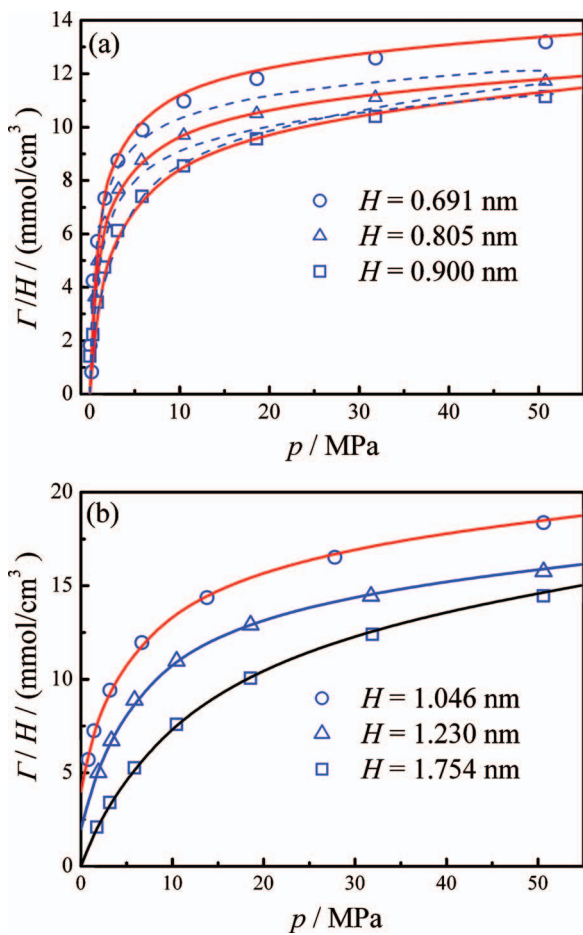 (a)
14
12
10
8
6
4
2
0
Γ/H / (mmol/cm³)
H = 0.691 nm
H = 0.805 nm
H = 0.900 nm
0 10 20 30 40 50
p / MPa
(b)
20
15
10
5
0
Γ/H / (mmol/cm³)
H = 1.046 nm
H = 1.230 nm
H = 1.754 nm
0 10 20 30 40 50
p / MPa